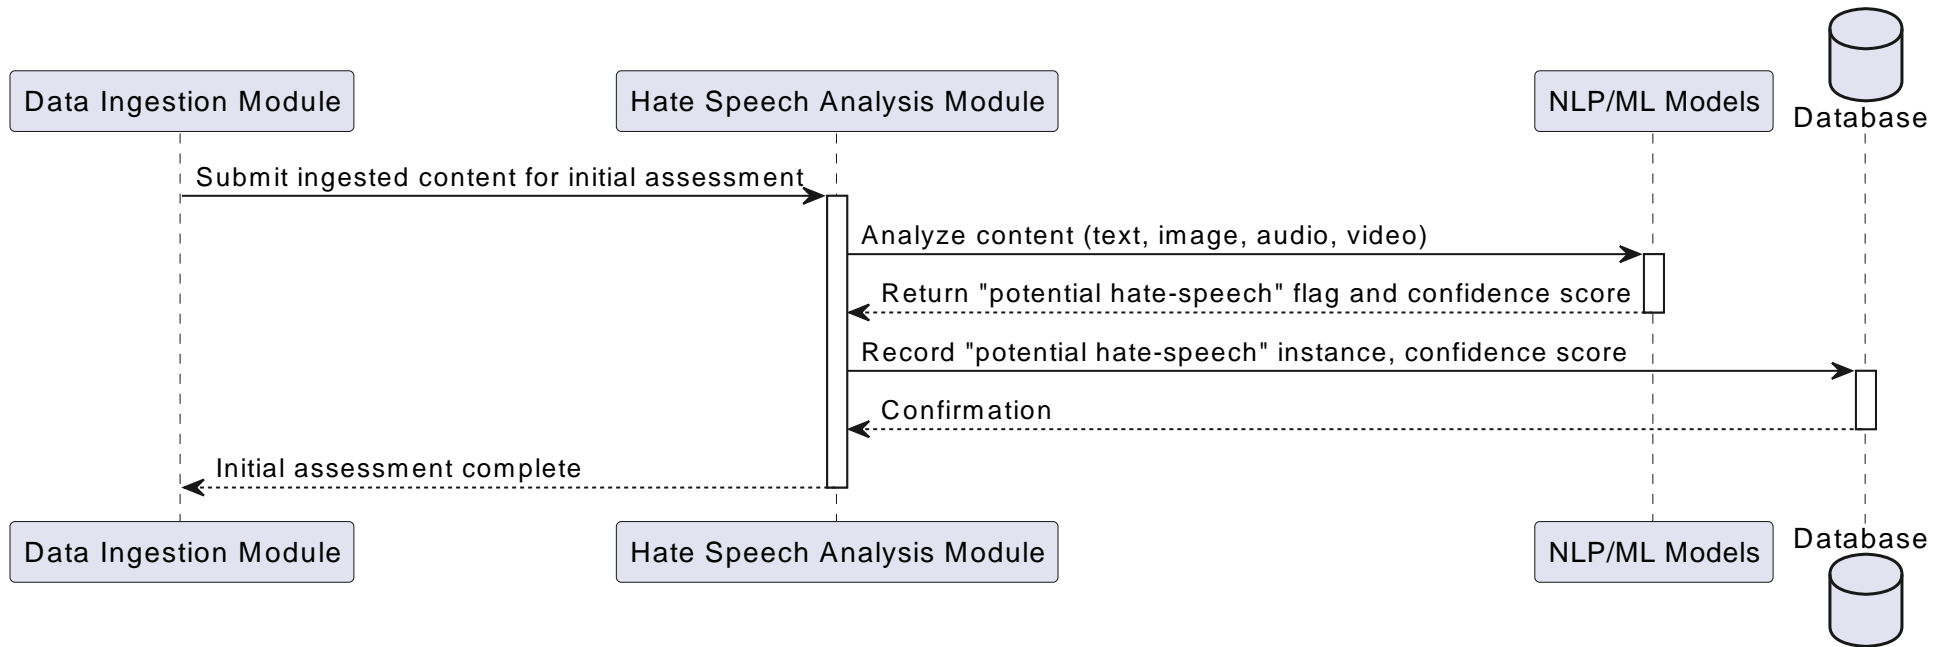 Data Ingestion Module
Hate Speech Analysis Module
NLP/ML Models
Database
Submit ingested content for initial assessment
Analyze content (text, image, audio, video)
Return "potential hate-speech" flag and confidence score
Record "potential hate-speech" instance, confidence score
Confirmation
Initial assessment complete
Data Ingestion Module
Hate Speech Analysis Module
NLP/ML Models
Database